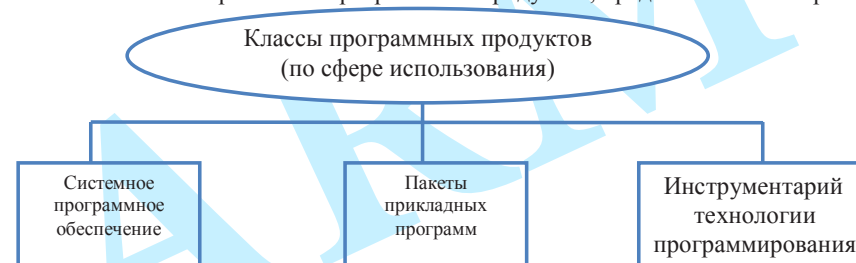 Классы программных продуктов
(по сфере использования)
Системное
программное
обеспечение
Пакеты
прикладных
программ
Инструментарий
технологии
программирования